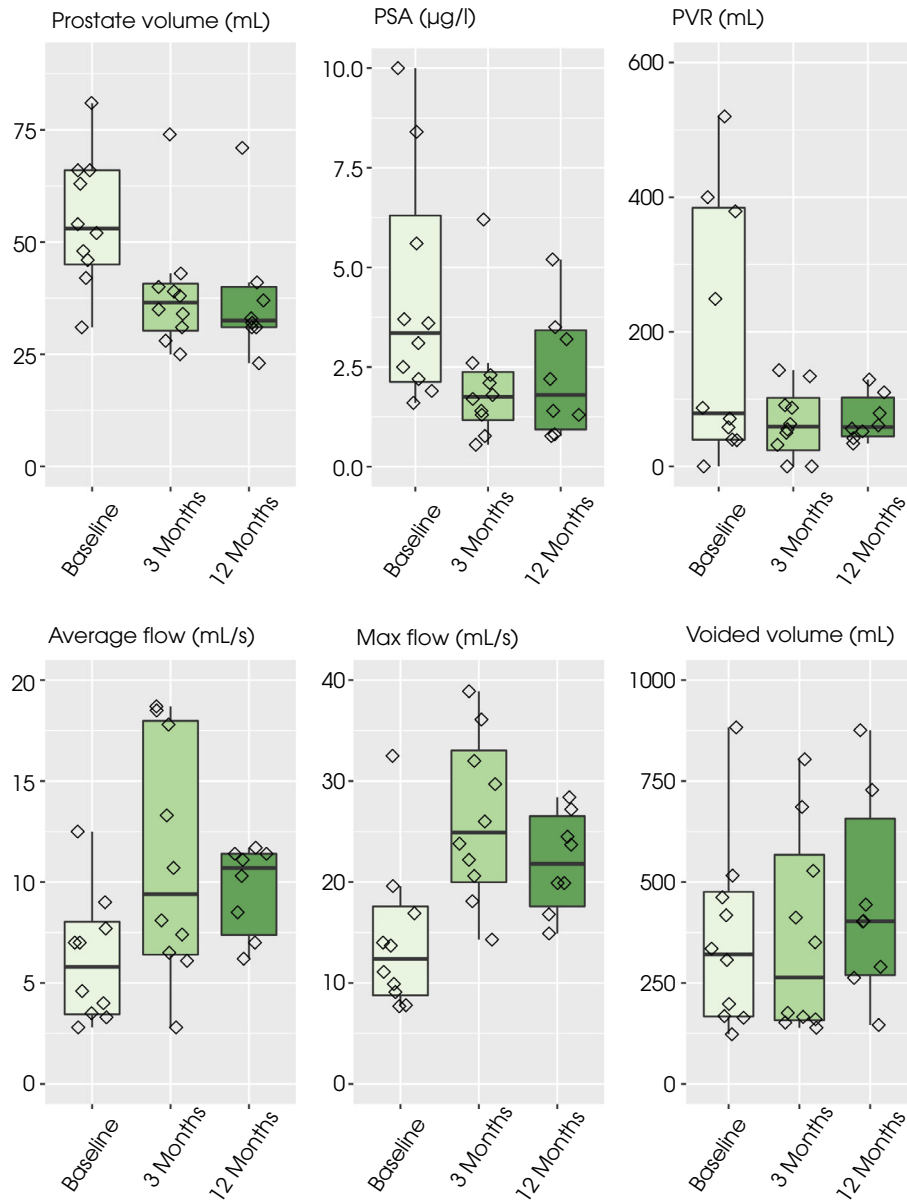 Prostate volume (mL)
75
50
25
0
Baseline
3 Months
12 Months
PSA (µg/l)
10.0
7.5
5.0
2.5
0.0
Baseline
3 Months
12 Months
PVR (mL)
600
400
200
0
Baseline
3 Months
12 Months
Average flow (mL/s)
20
15
10
5
0
Baseline
3 Months
12 Months
Max flow (mL/s)
40
30
20
10
0
Baseline
3 Months
12 Months
Voided volume (mL)
1000
750
500
250
0
Baseline
3 Months
12 Months